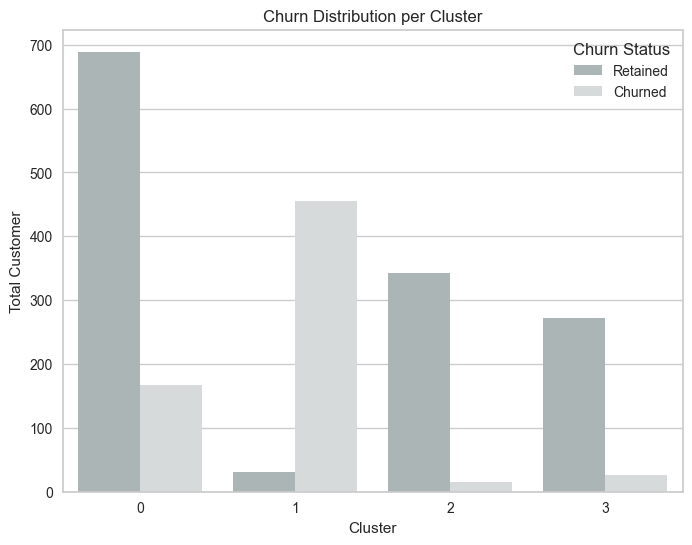 Churn Distribution per Cluster
Churn Status
Retained
Churned
Total Customer
700
600
500
400
300
200
100
0
0 1 2 3
Cluster